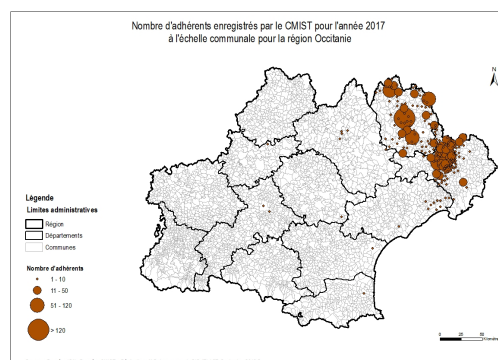 Nombre d'adhérents enregistrés par le CMIST pour l'année 2017
à l'échelle communale pour la région Occitanie
N
Légende
Limites administratives
Région
Départements
Communes
Nombre d'adhérents
1 - 10
11 - 50
51 - 120
> 120
0 25 50
Kilomètres